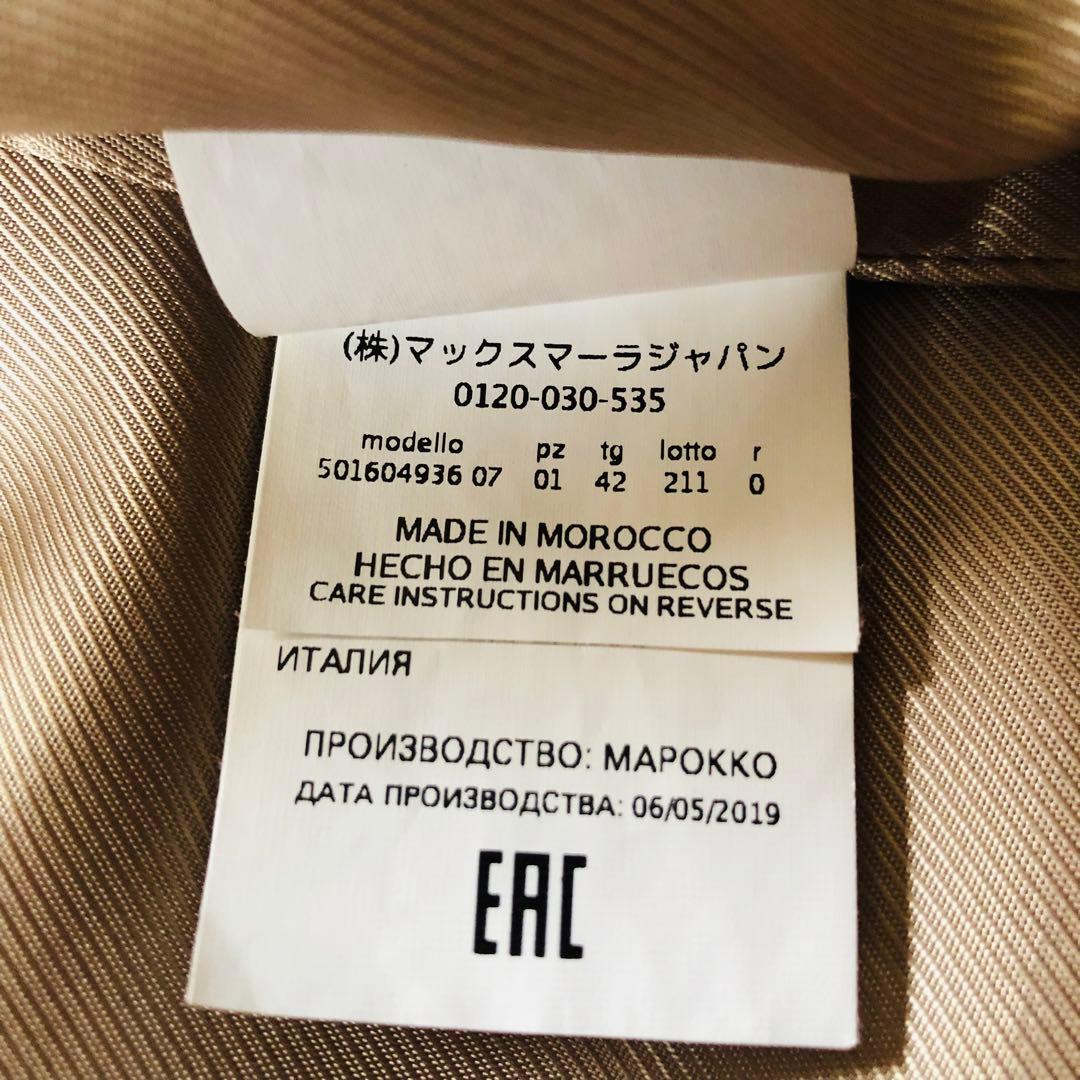 (株)マックスマーラジャパン
0120-030-535
modello pz tg lotto r
501604936 07 01 42 211 0
MADE IN MOROCCO
HECHO EN MARRUECOS
CARE INSTRUCTIONS ON REVERSE
ИТАЛИЯ
ПРОИЗВОДСТВО: МАРОККО
ДАТА ПРОИЗВОДСТВА: 06/05/2019
EAC